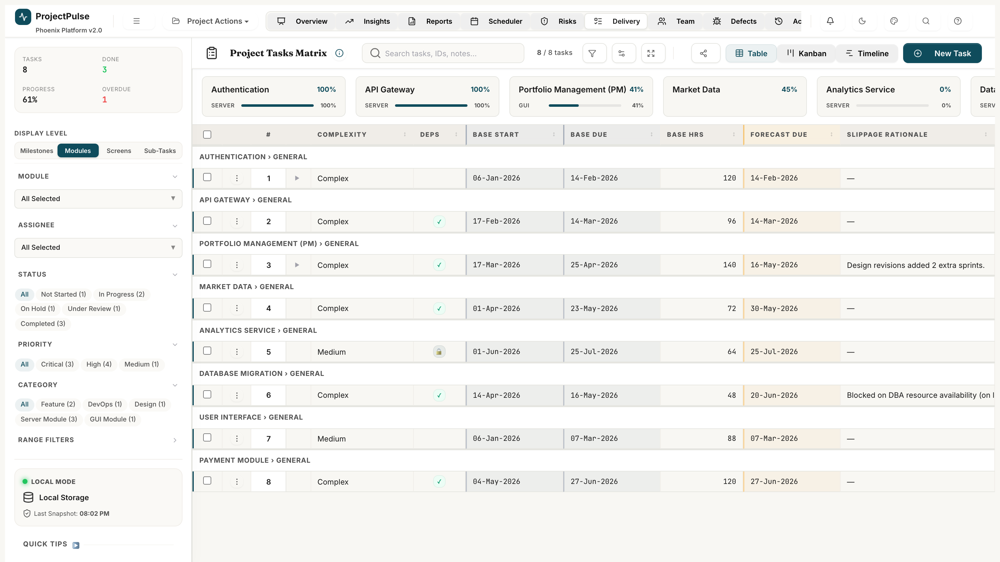 ProjectPulse
Phoenix Platform v2.0
Project Actions
Overview
Insights
Reports
Scheduler
Risks
Delivery
Team
Defects
Ac
TASKS
8
DONE
3
PROGRESS
61%
OVERDUE
1
DISPLAY LEVEL
Milestones Modules Screens Sub-Tasks
MODULE
All Selected
ASSIGNEE
All Selected
STATUS
All Not Started (1) In Progress (2)
On Hold (1) Under Review (1)
Completed (3)
PRIORITY
All Critical (3) High (4) Medium (1)
CATEGORY
All Feature (2) DevOps (1) Design (1)
Server Module (3) GUI Module (1)
RANGE FILTERS
LOCAL MODE
Local Storage
Last Snapshot: 08:02 PM
QUICK TIPS
Project Tasks Matrix
Search tasks, IDs, notes...
8 / 8 tasks
Table
Kanban
Timeline
New Task
Authentication 100%
SERVER 100%
API Gateway 100%
SERVER 100%
Portfolio Management (PM) 41%
GUI 41%
Market Data 45%
Analytics Service 0%
SERVER 0%
Data
SERV
# COMPLEXITY DEPS BASE START BASE DUE BASE HRS FORECAST DUE SLIPPAGE RATIONALE
AUTHENTICATION › GENERAL
1 Complex 06-Jan-2026 14-Feb-2026 120 14-Feb-2026 —
API GATEWAY › GENERAL
2 Complex ✓ 17-Feb-2026 14-Mar-2026 96 14-Mar-2026 —
PORTFOLIO MANAGEMENT (PM) › GENERAL
3 Complex ✓ 17-Mar-2026 25-Apr-2026 140 16-May-2026 Design revisions added 2 extra sprints.
MARKET DATA › GENERAL
4 Complex ✓ 01-Apr-2026 23-May-2026 72 30-May-2026 —
ANALYTICS SERVICE › GENERAL
5 Medium 01-Jun-2026 25-Jul-2026 64 25-Jul-2026 —
DATABASE MIGRATION › GENERAL
6 Complex ✓ 14-Apr-2026 16-May-2026 48 20-Jun-2026 Blocked on DBA resource availability (on l
USER INTERFACE › GENERAL
7 Medium 06-Jan-2026 07-Mar-2026 88 07-Mar-2026 —
PAYMENT MODULE › GENERAL
8 Complex ✓ 04-May-2026 27-Jun-2026 120 27-Jun-2026 —